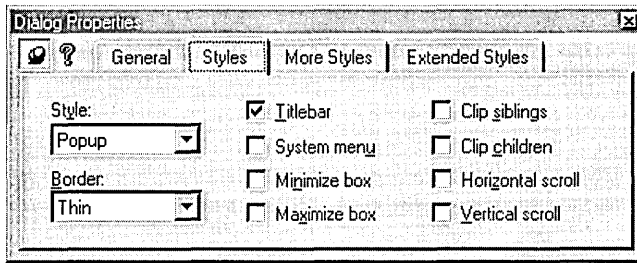 Dialog Properties
General Styles More Styles Extended Styles
Style:
Popup
Border:
Thin
Titlebar
System menu
Minimize box
Maximize box
Clip siblings
Clip children
Horizontal scroll
Vertical scroll